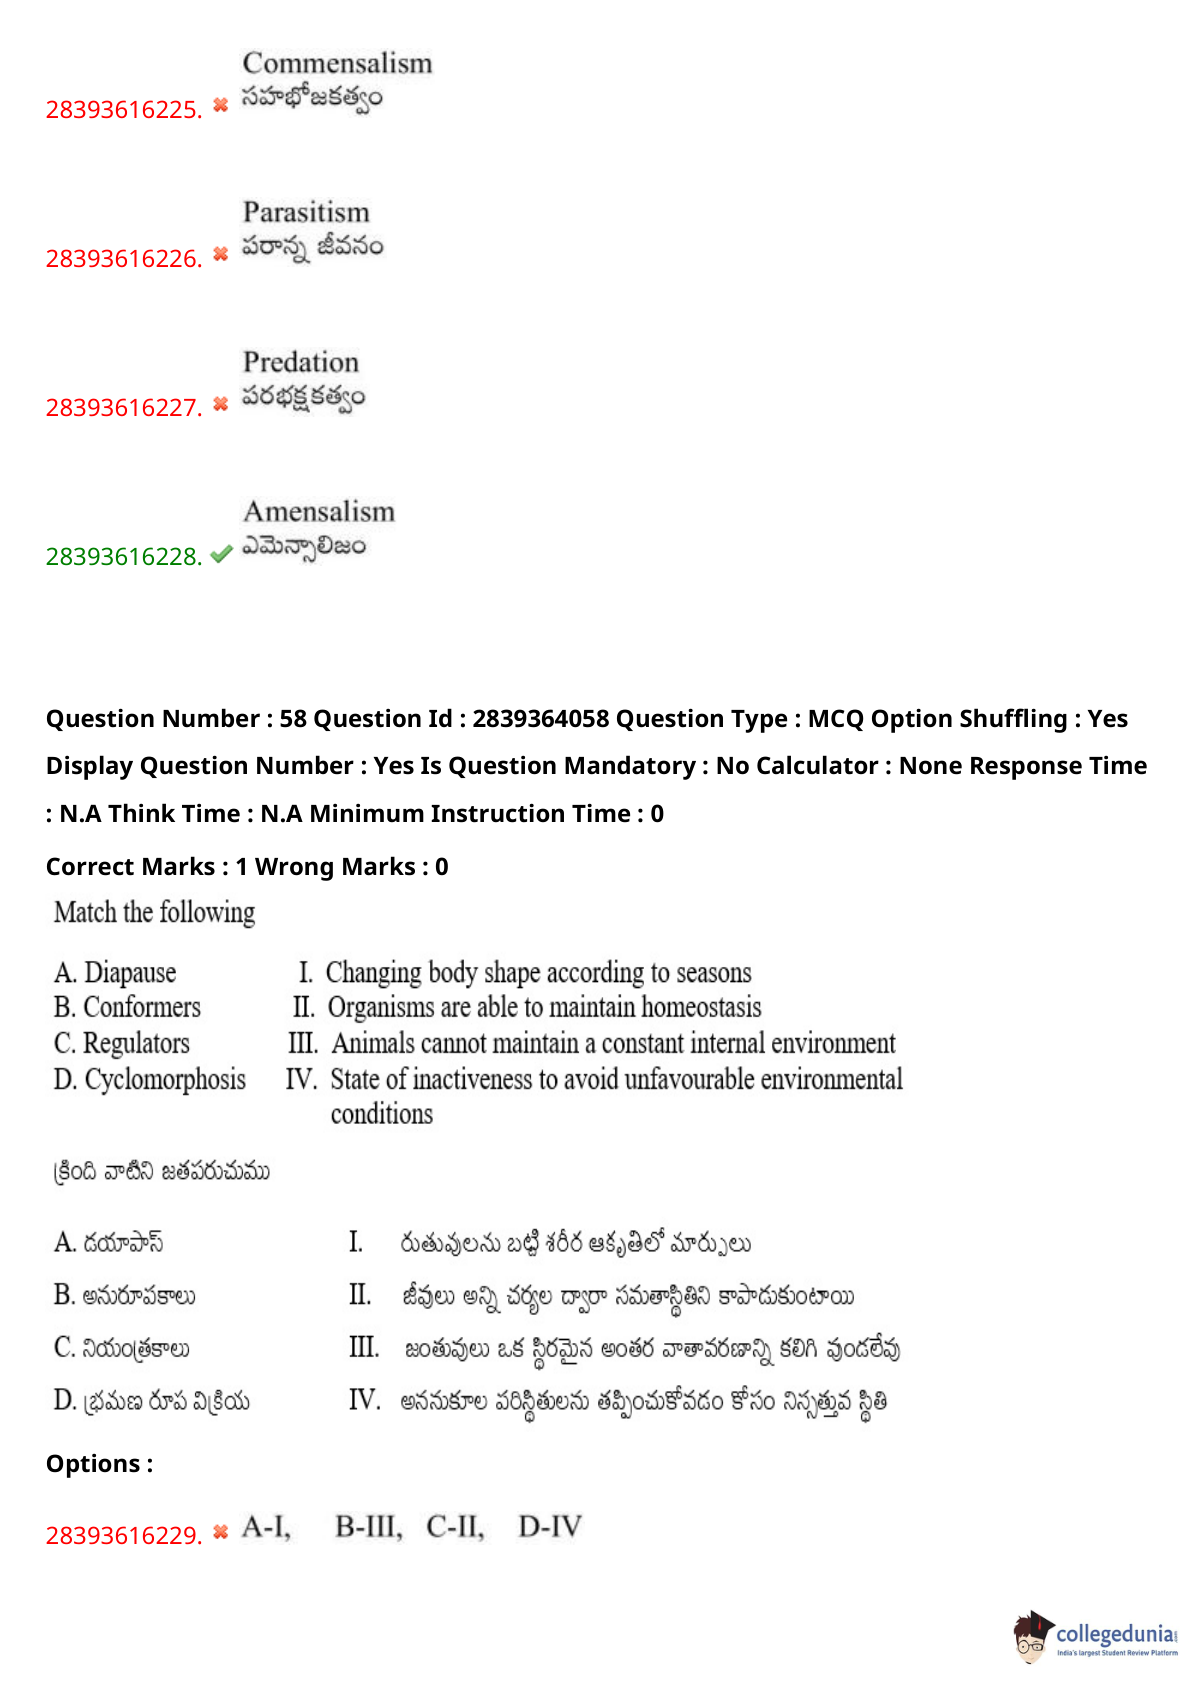 Commensalism
28393616225. సహభోజకత్వం
Parasitism
28393616226. పరాన్న జీవనం
Predation
28393616227. పరభక్షకత్వం
Amensalism
28393616228. ఎమెన్సాలిజం
Question Number : 58 Question Id : 2839364058 Question Type : MCQ Option Shuffling : Yes
Display Question Number : Yes Is Question Mandatory : No Calculator : None Response Time
: N.A Think Time : N.A Minimum Instruction Time : 0
Correct Marks : 1 Wrong Marks : 0
Match the following
A. Diapause I. Changing body shape according to seasons
B. Conformers II. Organisms are able to maintain homeostasis
C. Regulators III. Animals cannot maintain a constant internal environment
D. Cyclomorphosis IV. State of inactiveness to avoid unfavourable environmental
conditions
క్రింది వాటిని జతపరుచుము
A. డయాపాస్ I. రుతువులను బట్టి శరీర ఆకృతిలో మార్పులు
B. అనురూపకాలు II. జీవులు అన్ని చర్యల ద్వారా సమతాస్థితిని కాపాడుకుంటాయి
C. నియంత్రకాలు III. జంతువులు ఒక స్థిరమైన అంతర వాతావరణాన్ని కలిగి వుండలేవు
D. భ్రమణ రూప విక్రియ IV. అననుకూల పరిస్థితులను తప్పించుకోవడం కోసం నిస్సత్తువ స్థితి
Options :
28393616229. A-I, B-III, C-II, D-IV
collegedunia
India's largest Student Review Platform